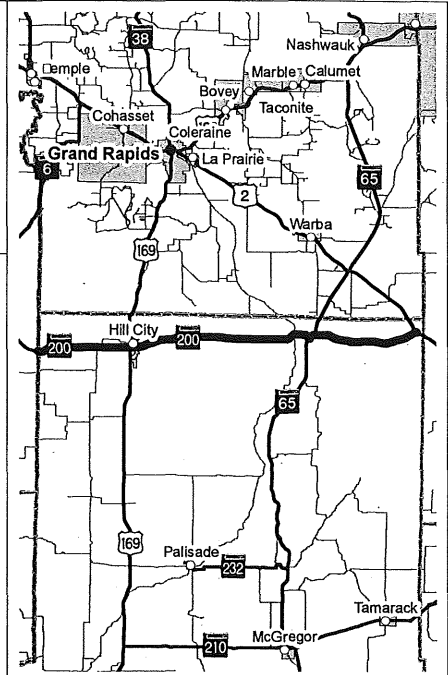 38
Nashwauk
Marble
Calumet
Bovey
Taconite
Cohasset
Coleraine
Grand Rapids
La Prairie
6
65
2
Warba
169
Hill City
200
200
65
169
Palisade
232
Tamarack
McGregor
210